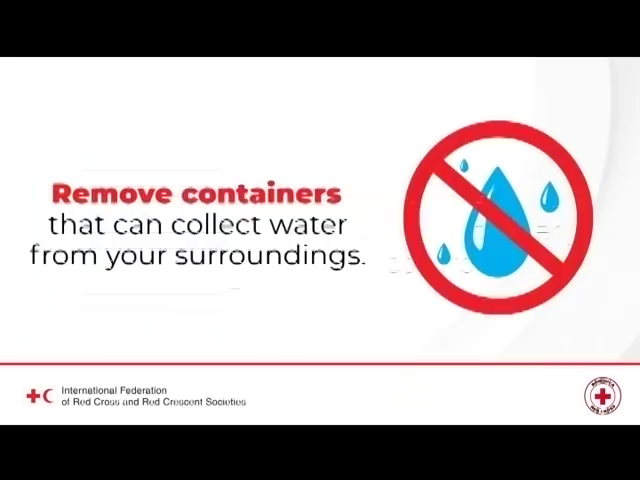 Remove containers
that can collect water
from your surroundings.
International Federation
of Red Cross and Red Crescent Societies